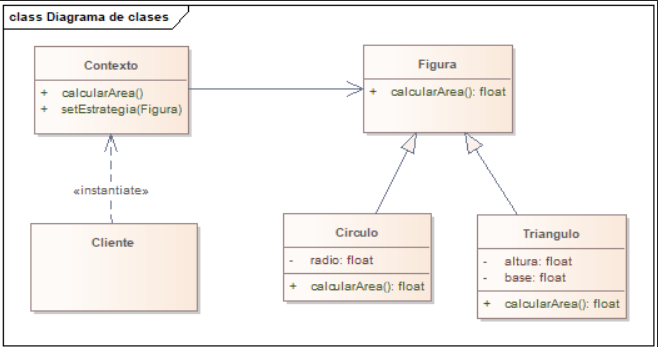 class Diagrama de clases
Contexto
+ calcularArea()
+ setEstrategia(Figura)
Figura
+ calcularArea(): float
«instantiate»
Cliente
Circulo
- radio: float
+ calcularArea(): float
Triangulo
- altura: float
- base: float
+ calcularArea(): float